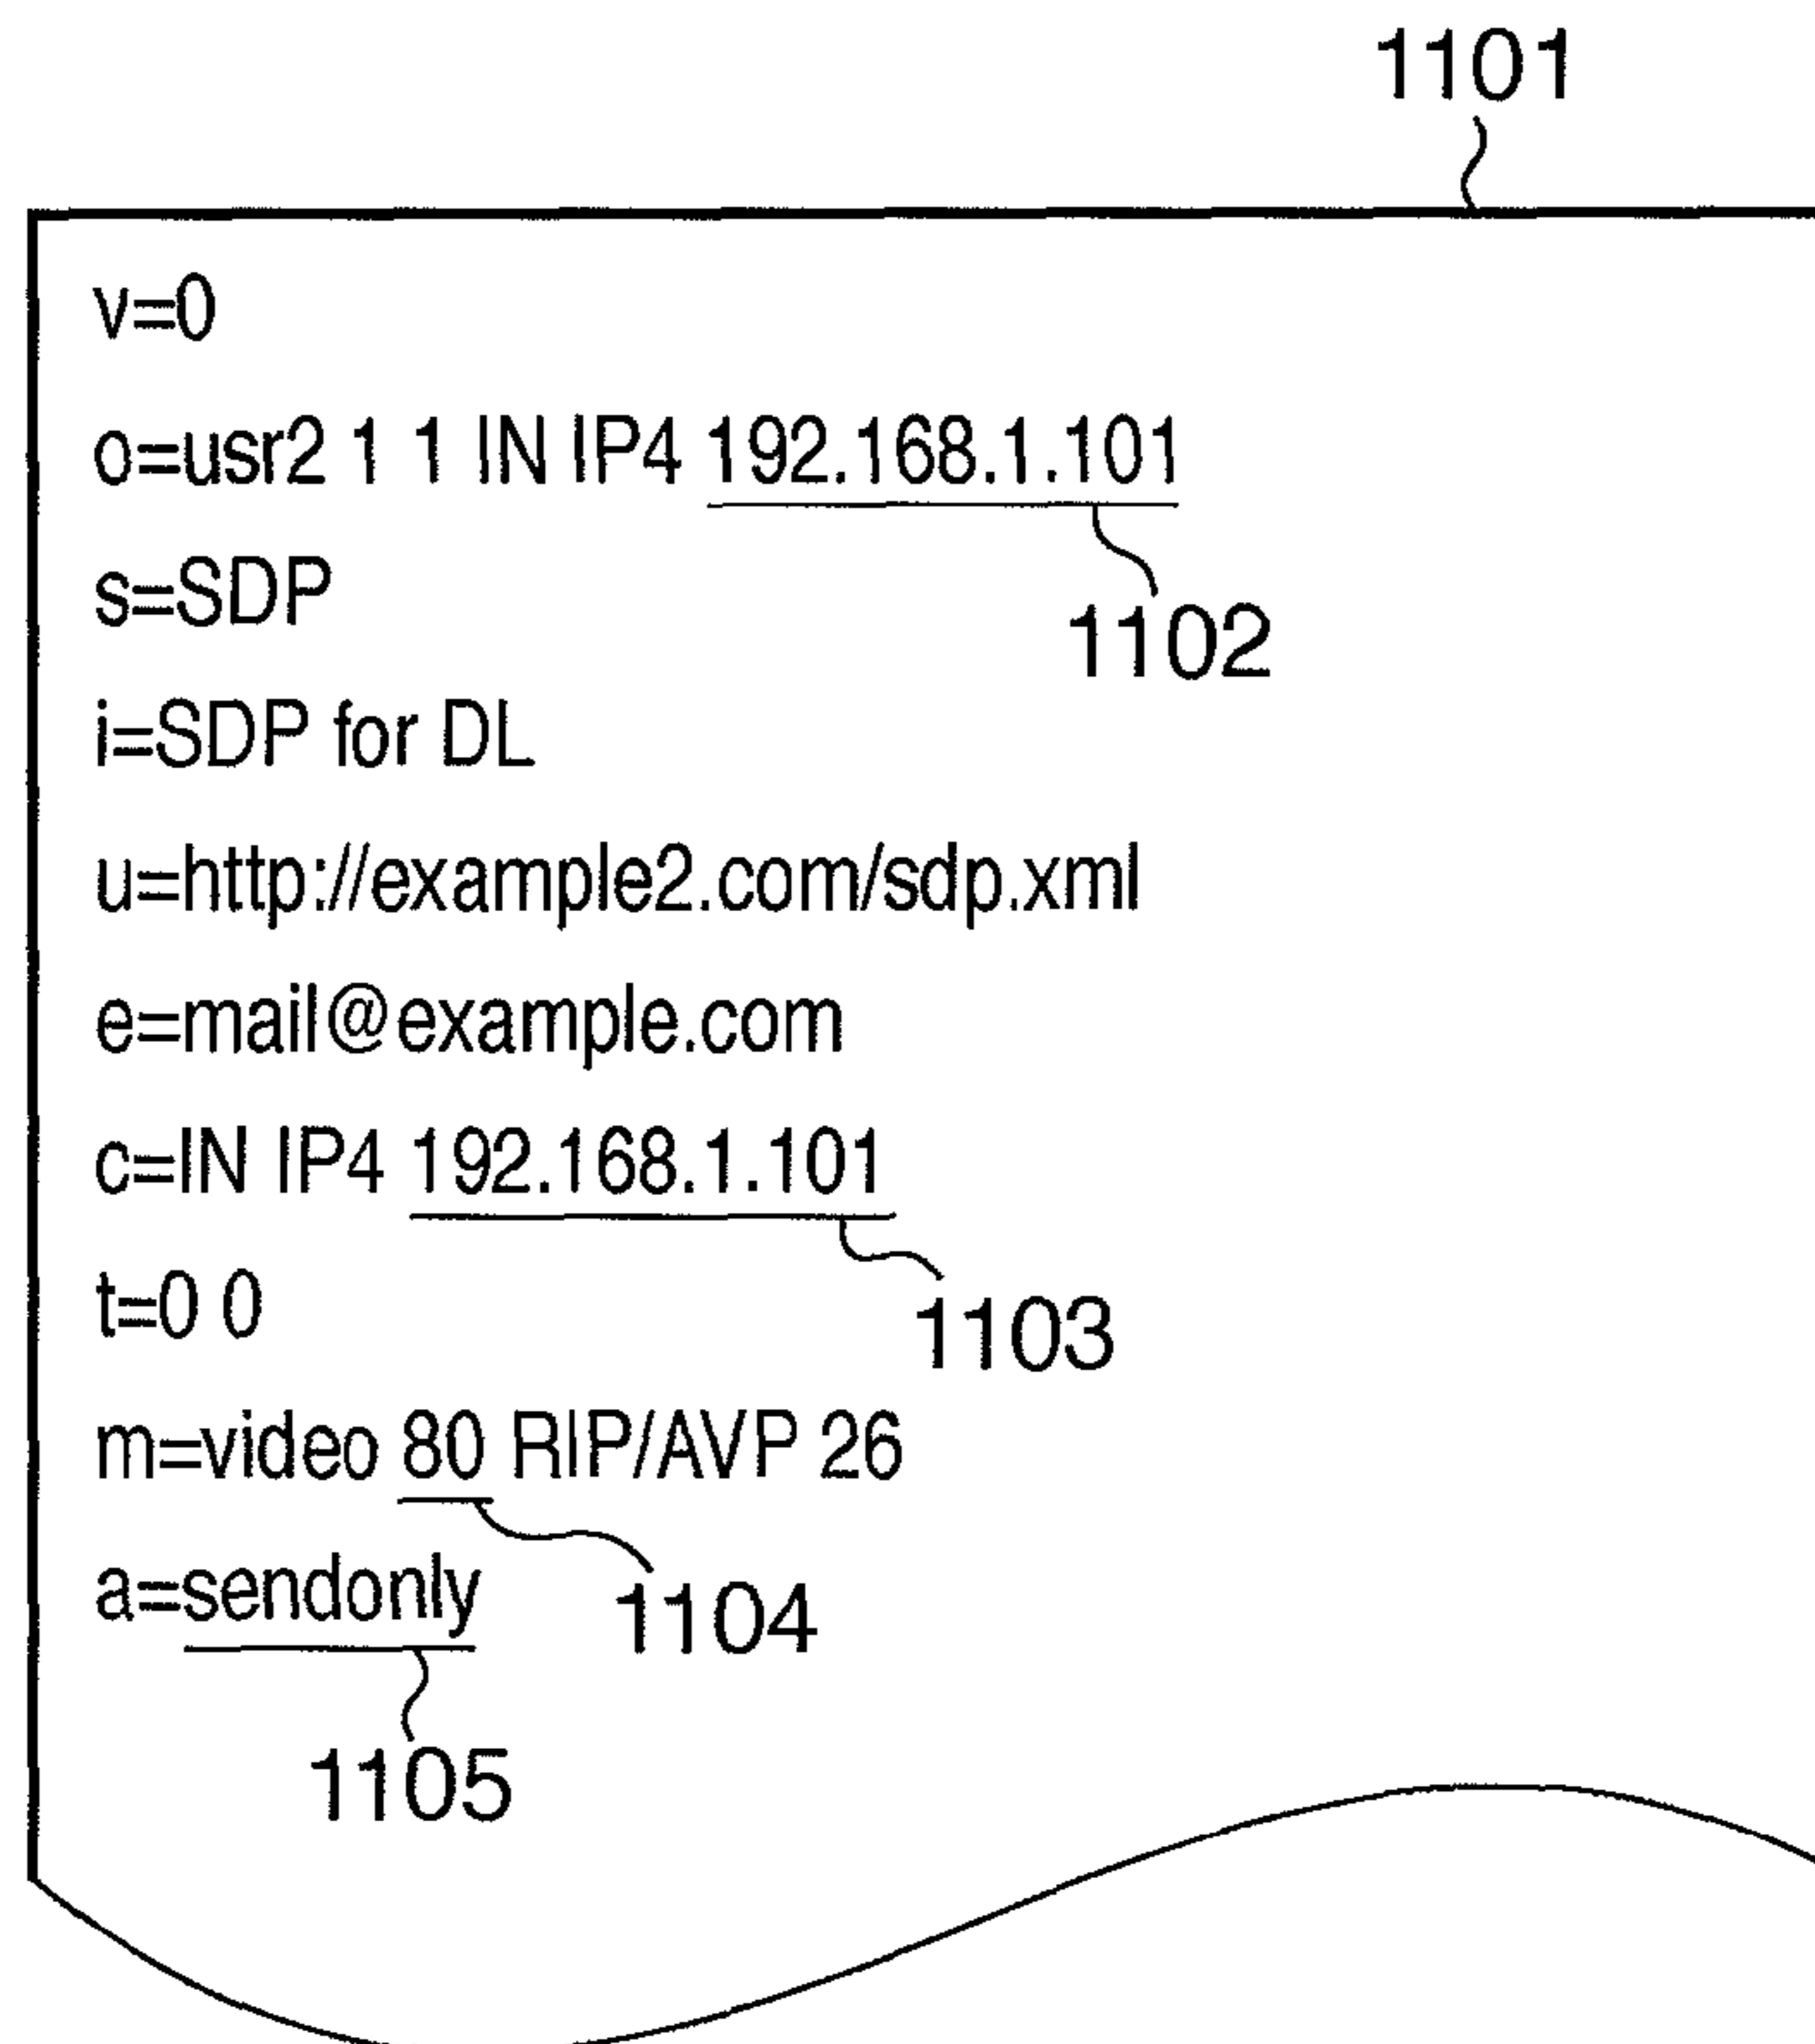 1101
v=0
o=usr2 1 1 IN IP4 192.168.1.101
1102
s=SDP
i=SDP for DL
u=http://example2.com/sdp.xml
e=mail@example.com
c=IN IP4 192.168.1.101
1103
t=0 0
m=video 80 RIP/AVP 26
1104
a=sendonly
1105